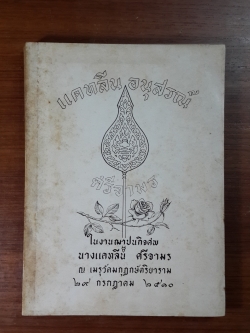 แคทลีน อนุสรณ์
ศรีจามร
ในงานฌาปนกิจศพ
นางแคทลีน ศรีจามร
ณ เมรุวัดมกุฏกษัตริยาราม
๒๙ กรกฎาคม ๒๕๑๐